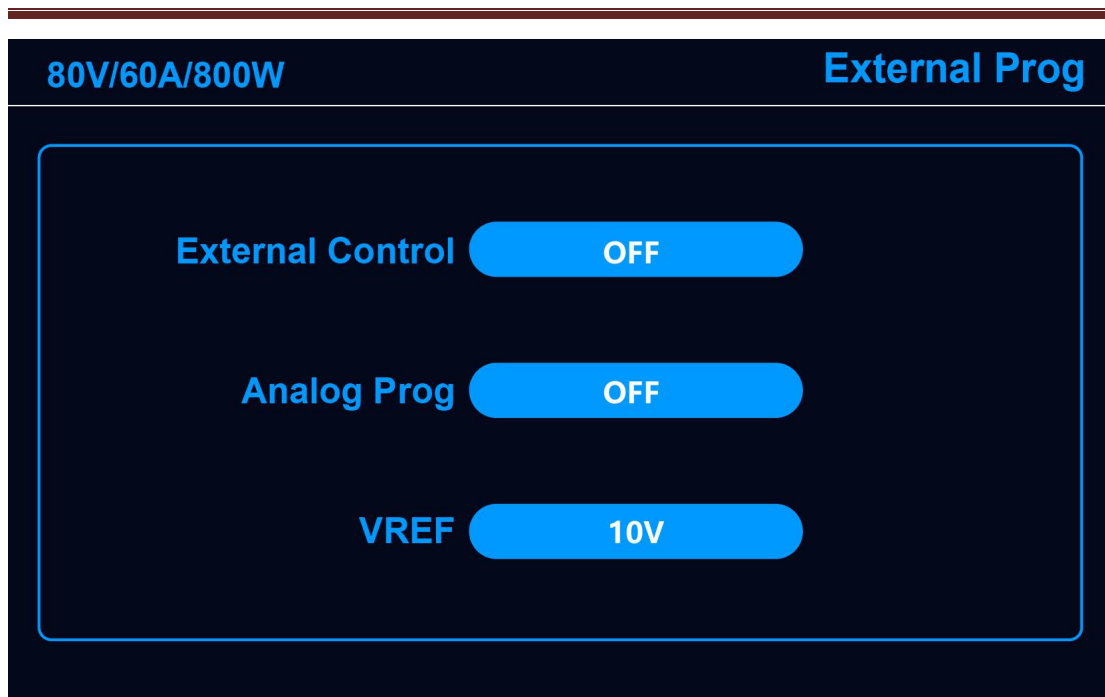 80V/60A/800W External Prog
External Control OFF
Analog Prog OFF
VREF 10V